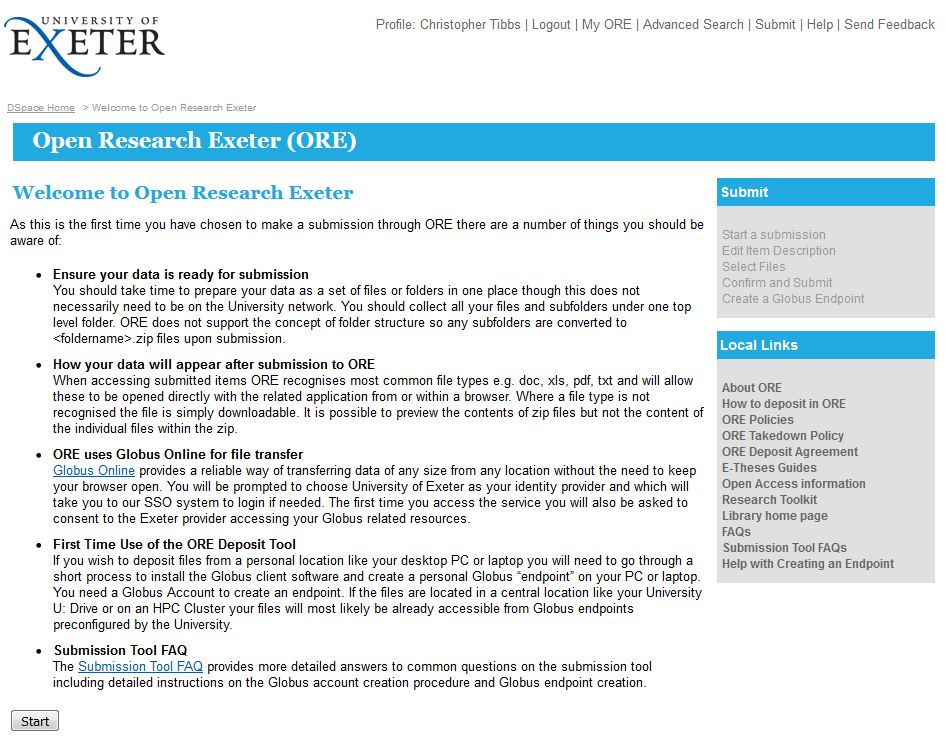 UNIVERSITY OF
EXETER
Profile: Christopher Tibbs | Logout | My ORE | Advanced Search | Submit | Help | Send Feedback
DSpace Home > Welcome to Open Research Exeter
Open Research Exeter (ORE)
Welcome to Open Research Exeter
As this is the first time you have chosen to make a submission through ORE there are a number of things you should be
aware of:
• Ensure your data is ready for submission
You should take time to prepare your data as a set of files or folders in one place though this does not
necessarily need to be on the University network. You should collect all your files and subfolders under one top
level folder. ORE does not support the concept of folder structure so any subfolders are converted to
<foldername>.zip files upon submission.
• How your data will appear after submission to ORE
When accessing submitted items ORE recognises most common file types e.g. doc, xls, pdf, txt and will allow
these to be opened directly with the related application from or within a browser. Where a file type is not
recognised the file is simply downloadable. It is possible to preview the contents of zip files but not the content of
the individual files within the zip.
• ORE uses Globus Online for file transfer
Globus Online provides a reliable way of transferring data of any size from any location without the need to keep
your browser open. You will be prompted to choose University of Exeter as your identity provider and which will
take you to our SSO system to login if needed. The first time you access the service you will also be asked to
consent to the Exeter provider accessing your Globus related resources.
• First Time Use of the ORE Deposit Tool
If you wish to deposit files from a personal location like your desktop PC or laptop you will need to go through a
short process to install the Globus client software and create a personal Globus “endpoint” on your PC or laptop.
You need a Globus Account to create an endpoint. If the files are located in a central location like your University
U: Drive or on an HPC Cluster your files will most likely be already accessible from Globus endpoints
preconfigured by the University.
• Submission Tool FAQ
The Submission Tool FAQ provides more detailed answers to common questions on the submission tool
including detailed instructions on the Globus account creation procedure and Globus endpoint creation.
Start
Submit
Start a submission
Edit Item Description
Select Files
Confirm and Submit
Create a Globus Endpoint
Local Links
About ORE
How to deposit in ORE
ORE Policies
ORE Takedown Policy
ORE Deposit Agreement
E-Theses Guides
Open Access information
Research Toolkit
Library home page
FAQs
Submission Tool FAQs
Help with Creating an Endpoint